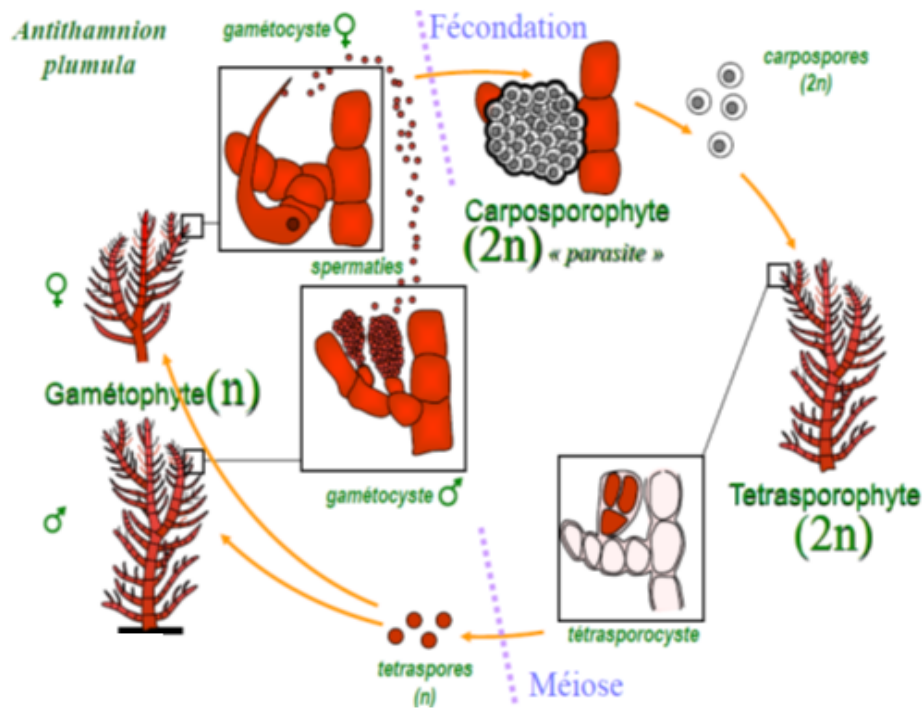 Antithamnion
plumula
gamétocyste ♀
Fécondation
carpospores
(2n)
Carposporophyte
(2n) « parasite »
spermaties
♀
Gamétophyte (n)
♂
gamétocyste ♂
Tetrasporophyte
(2n)
tétrasporocyste
tetraspores
(n)
Méiose